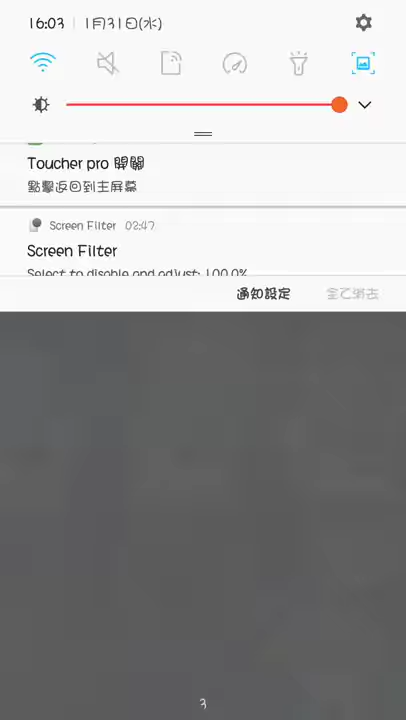 16:03 | 1月31日(水)
Toucher pro 開關
點擊返回到主屏幕
Screen Filter 02:47
Screen Filter
Select to disable and adjust: 100.0%
通知設定 全て消去
3